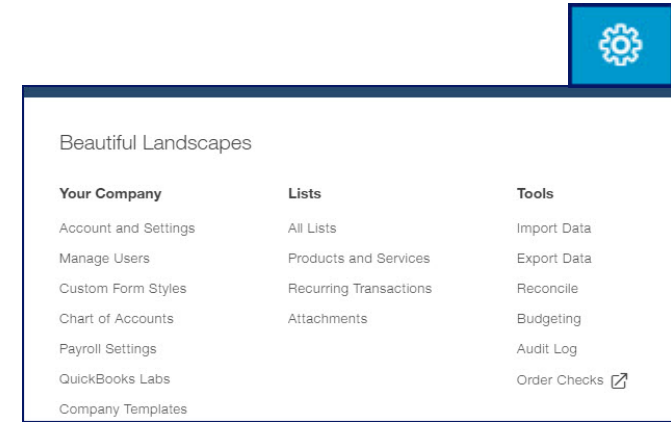 Beautiful Landscapes
Your Company
Account and Settings
Manage Users
Custom Form Styles
Chart of Accounts
Payroll Settings
QuickBooks Labs
Company Templates
Lists
All Lists
Products and Services
Recurring Transactions
Attachments
Tools
Import Data
Export Data
Reconcile
Budgeting
Audit Log
Order Checks